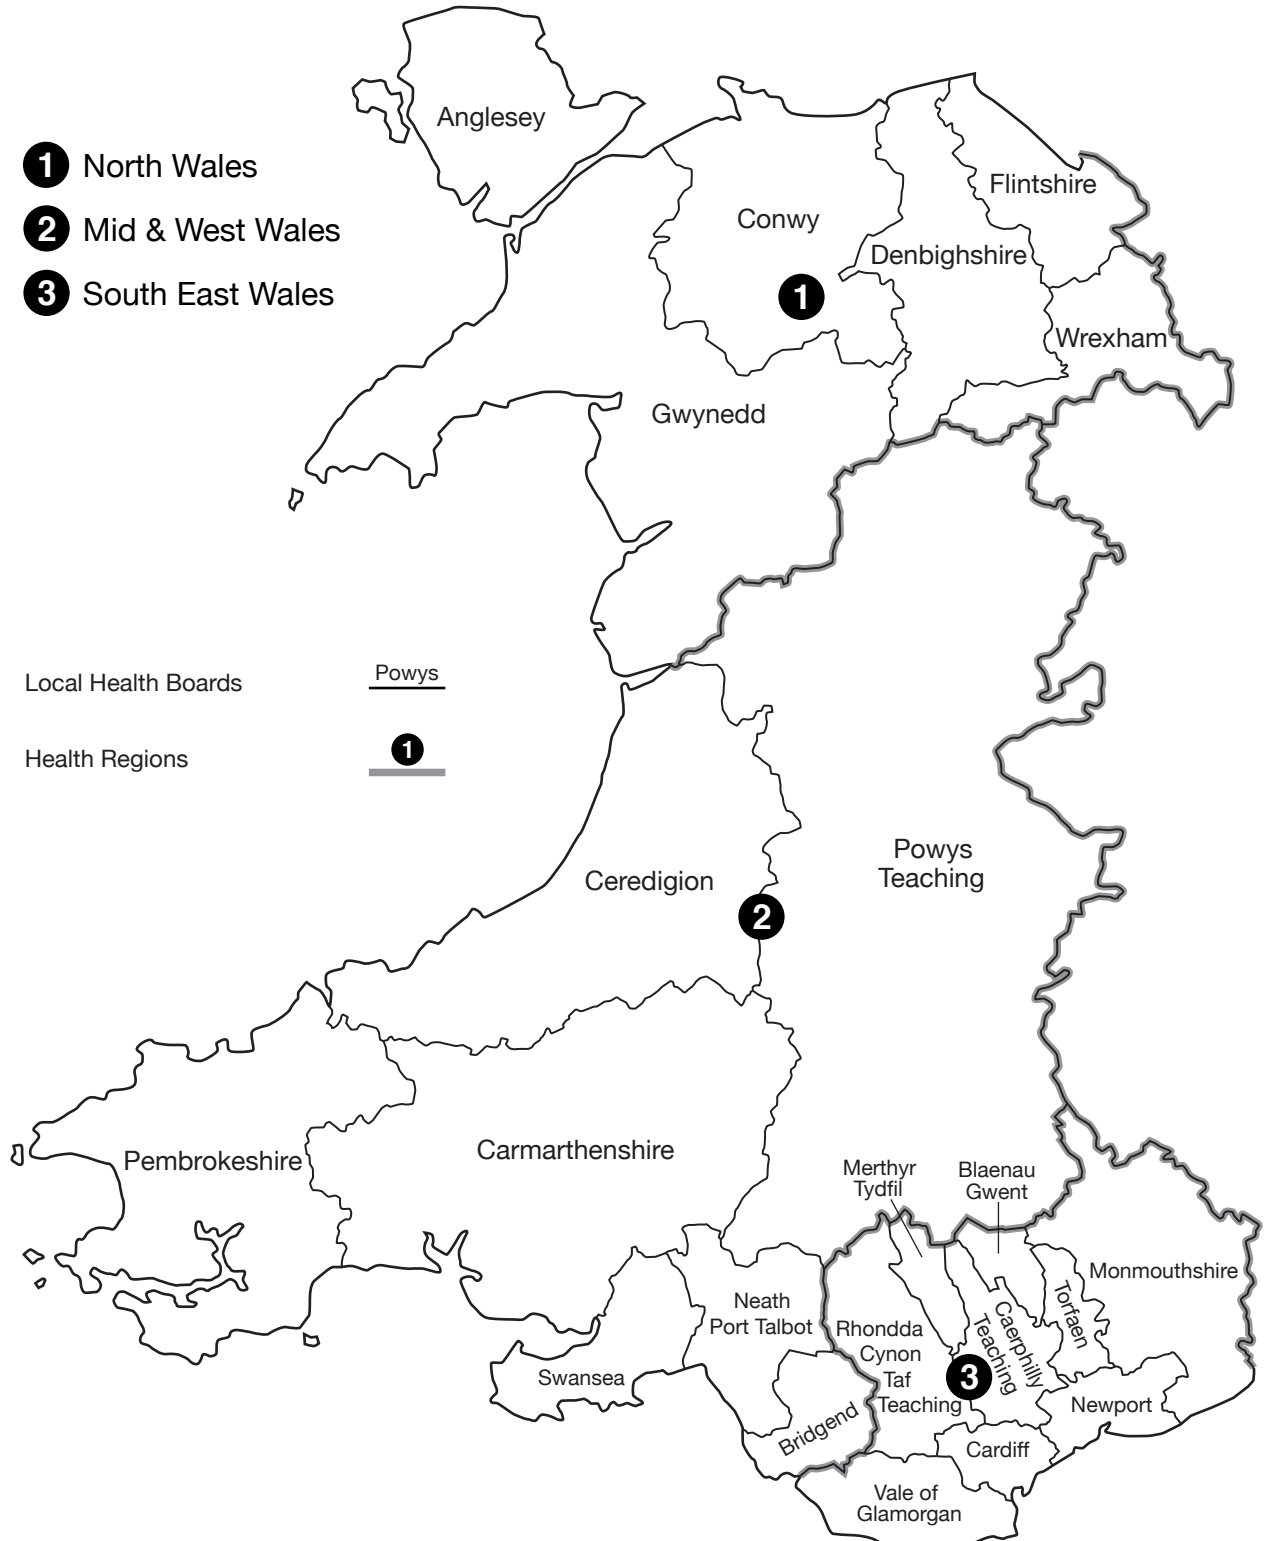 1 North Wales
2 Mid & West Wales
3 South East Wales
Anglesey
Flintshire
Conwy
Denbighshire
1
Wrexham
Gwynedd
Local Health Boards
Powys
Health Regions
1
Powys
Teaching
Ceredigion
2
Pembrokeshire
Carmarthenshire
Merthyr
Tydfil
Blaenau
Gwent
Monmouthshire
Torfaen
Neath
Port Talbot
Caerphilly
Teaching
Rhondda
Cynon
Taf
Teaching
3
Swansea
Bridgend
Newport
Cardiff
Vale of
Glamorgan